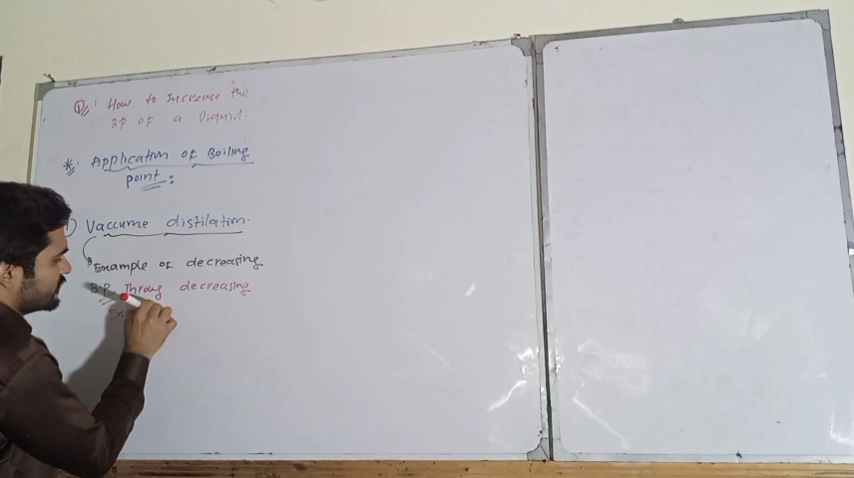 Q: How to increase the
B.P of a liquid.
*: Application of Boiling
point:
1) Vaccume distilation.
Example of decreasing
B.P Throug decreasing